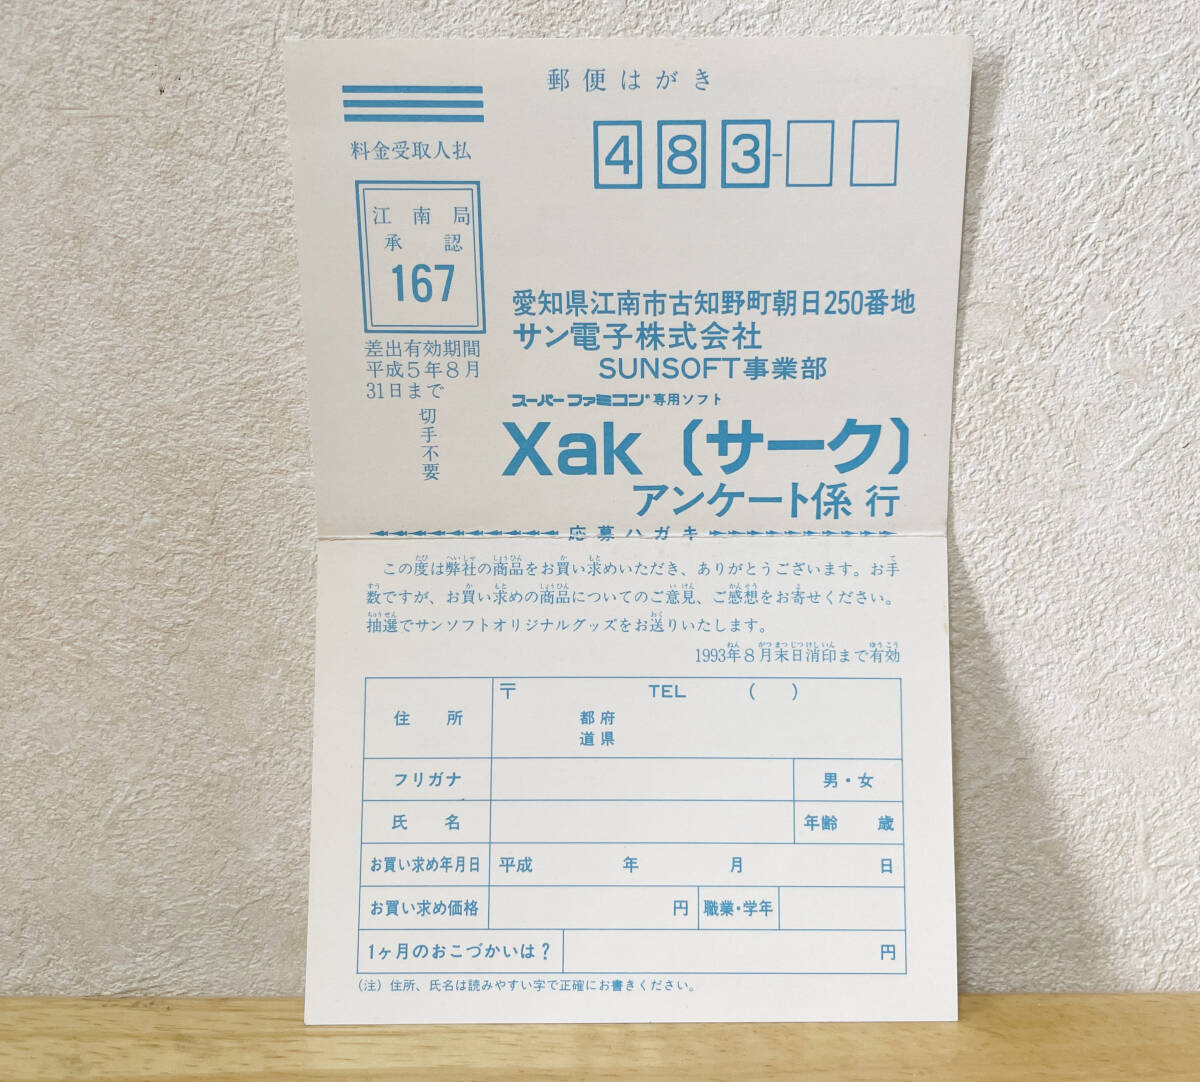 郵便はがき
料金受取人払
483-
江南局
承認
167
差出有効期間
平成5年8月
31日まで
切手不要
愛知県江南市古知野町朝日250番地
サン電子株式会社
SUNSOFT事業部
スーパーファミコン®専用ソフト
Xak〔サーク〕
アンケート係 行
応募ハガキ
この度は弊社の商品をお買い求めいただき、ありがとうございます。お手
数ですが、お買い求めの商品についてのご意見、ご感想をお寄せください。
抽選でサンソフトオリジナルグッズをお送りいたします。
1993年8月末日消印まで有効
住所 〒 TEL ( )
都府
道県
フリガナ 男・女
氏名 年齢 歳
お買い求め年月日 平成 年 月 日
お買い求め価格 円 職業・学年
1ヶ月のおこづかいは? 円
(注) 住所、氏名は読みやすい字で正確にお書きください。